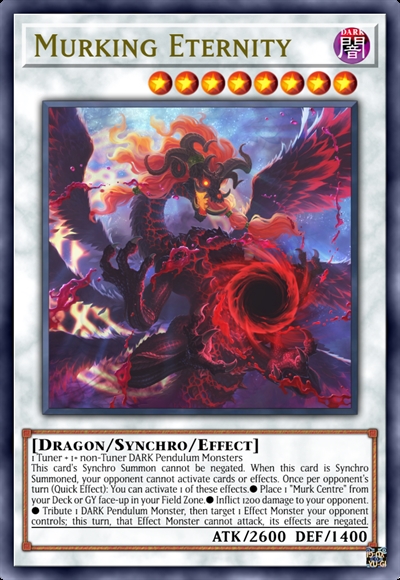 Murking Eternity
DARK
闇
[Dragon/Synchro/Effect]
1 Tuner + 1+ non-Tuner DARK Pendulum Monsters
This card's Synchro Summon cannot be negated. When this card is Synchro
Summoned, your opponent cannot activate cards or effects. Once per opponent's
turn (Quick Effect): You can activate 1 of these effects.● Place 1 "Murk Centre" from
your Deck or GY face-up in your Field Zone.● Inflict 1200 damage to your opponent.
● Tribute 1 DARK Pendulum Monster, then target 1 Effect Monster your opponent
controls; this turn, that Effect Monster cannot attack, its effects are negated.
ATK/2600 DEF/1400